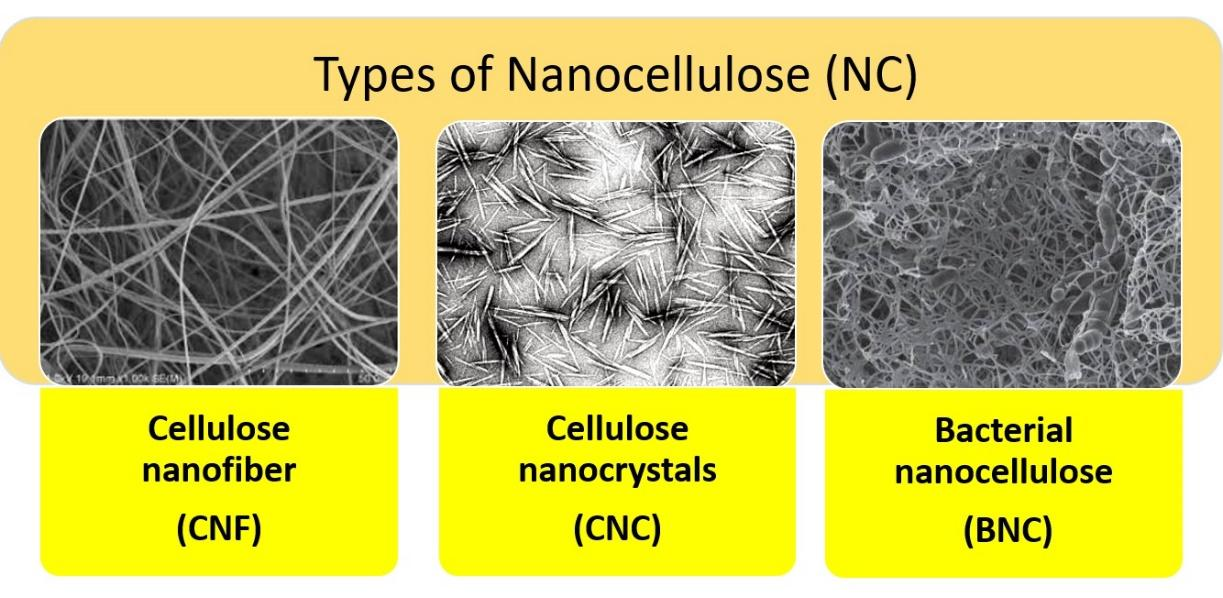 Types of Nanocellulose (NC)
Cellulose
nanofiber
(CNF)
Cellulose
nanocrystals
(CNC)
Bacterial
nanocellulose
(BNC)